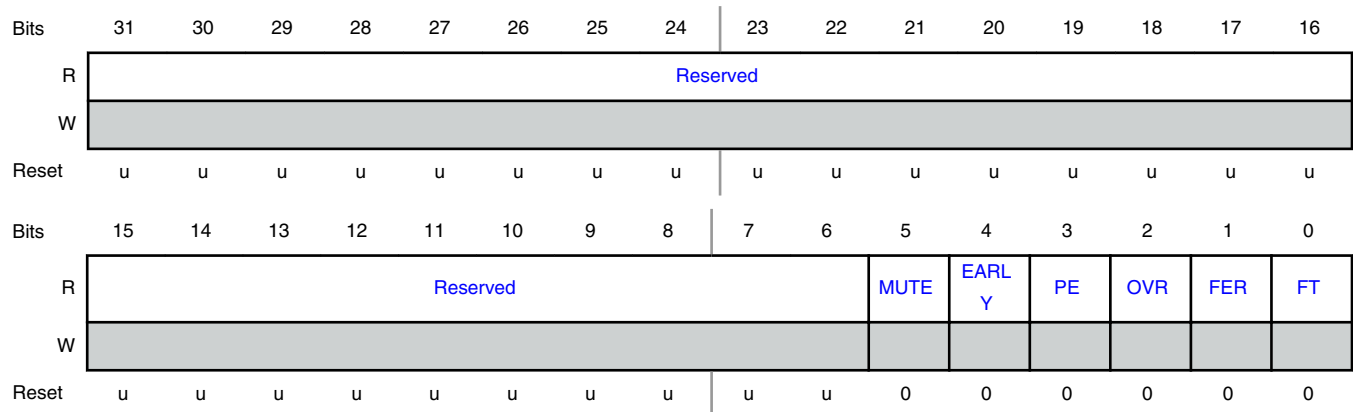 Bits 31 30 29 28 27 26 25 24 23 22 21 20 19 18 17 16
R Reserved
W
Reset u u u u u u u u u u u u u u u u
Bits 15 14 13 12 11 10 9 8 7 6 5 4 3 2 1 0
R Reserved MUTE EARL
Y PE OVR FER FT
W
Reset u u u u u u u u u u 0 0 0 0 0 0